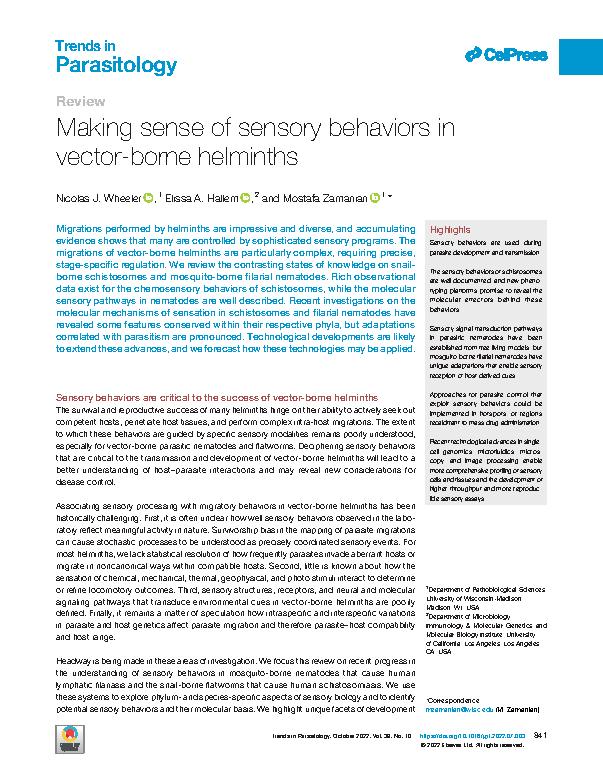 Trends in
Parasitology
CelPress
Review
Making sense of sensory behaviors in
vector-borne helminths
Nicolas J. Wheeler, 1 Elissa A. Hallem, 2 and Mostafa Zamanian 1,*
Migrations performed by helminths are impressive and diverse, and accumulating
evidence shows that many are controlled by sophisticated sensory programs. The
migrations of vector-borne helminths are particularly complex, requiring precise,
stage-specific regulation. We review the contrasting states of knowledge on snail-
borne schistosomes and mosquito-borne filarial nematodes. Rich observational
data exist for the chemosensory behaviors of schistosomes, while the molecular
sensory pathways in nematodes are well described. Recent investigations on the
molecular mechanisms of sensation in schistosomes and filarial nematodes have
revealed some features conserved within their respective phyla, but adaptations
correlated with parasitism are pronounced. Technological developments are likely
to extend these advances, and we forecast how these technologies may be applied.
Sensory behaviors are critical to the success of vector-borne helminths
The survival and reproductive success of many helminths hinge on their ability to actively seek out
competent hosts, penetrate host tissues, and perform complex intra-host migrations. The extent
to which these behaviors are guided by specific sensory modalities remains poorly understood,
especially for vector-borne parasitic nematodes and flatworms. Deciphering sensory behaviors
that are critical to the transmission and development of vector-borne helminths will lead to a
better understanding of host–parasite interactions and may reveal new considerations for
disease control.
Associating sensory processing with migratory behaviors in vector-borne helminths has been
historically challenging. First, it is often unclear how well sensory behaviors observed in the labo-
ratory reflect meaningful activity in nature. Survivorship bias in the mapping of parasite migrations
can cause stochastic processes to be understood as precisely coordinated sensory events. For
most helminths, we lack statistical resolution of how frequently parasites invade aberrant hosts or
migrate in noncanonical ways within compatible hosts. Second, little is known about how the
sensation of chemical, mechanical, thermal, geophysical, and photo stimuli interact to determine
or refine locomotory outcomes. Third, sensory structures, receptors, and neural and molecular
signaling pathways that transduce environmental cues in vector-borne helminths are poorly
defined. Finally, it remains a matter of speculation how intraspecific and interspecific variations
in parasite and host genetics affect parasite migration and therefore parasite–host compatibility
and host range.
Headway is being made in these areas of investigation. We focus this review on recent progress in
the understanding of sensory behaviors in mosquito-borne nematodes that cause human
lymphatic filariasis and the snail-borne flatworms that cause human schistosomiasis. We use
these systems to explore phylum- and species-specific aspects of sensory biology and to identify
potential sensory behaviors and their molecular basis. We highlight unique facets of development
Highlights
Sensory behaviors are used during
parasite development and transmission
The sensory behaviors of schistosomes
are well documented, and new pheno-
typing platforms promise to reveal the
molecular effectors behind these
behaviors
Sensory signal transduction pathways
in parasitic nematodes have been
established from free living models but
mosquito borne filarial nematodes have
unique adaptations that enable sensory
reception of host derived cues
Approaches for parasite control that
exploit sensory behaviors could be
implemented in hotspots or regions
recalcitrant to mass drug administration
Recent technological advances in single
cell genomics microfluidics micros-
copy and image processing enable
more comprehensive profiling of sensory
cells and tissues and the development of
higher throughput and more reproduc-
ible sensory assays
1Department of Pathobiological Sciences
University of Wisconsin-Madison
Madison WI USA
2Department of Microbiology
Immunology & Molecular Genetics and
Molecular Biology Institute University
of California Los Angeles Los Angeles
CA USA
*Correspondence
mzamanian@wisc.edu (M. Zamanian)
Trends in Parasitology, October 2022, Vol. 38, No. 10 https://doi.org/10.1016/j.pt.2022.07.003 841
© 2022 Elsevier Ltd. All rights reserved.